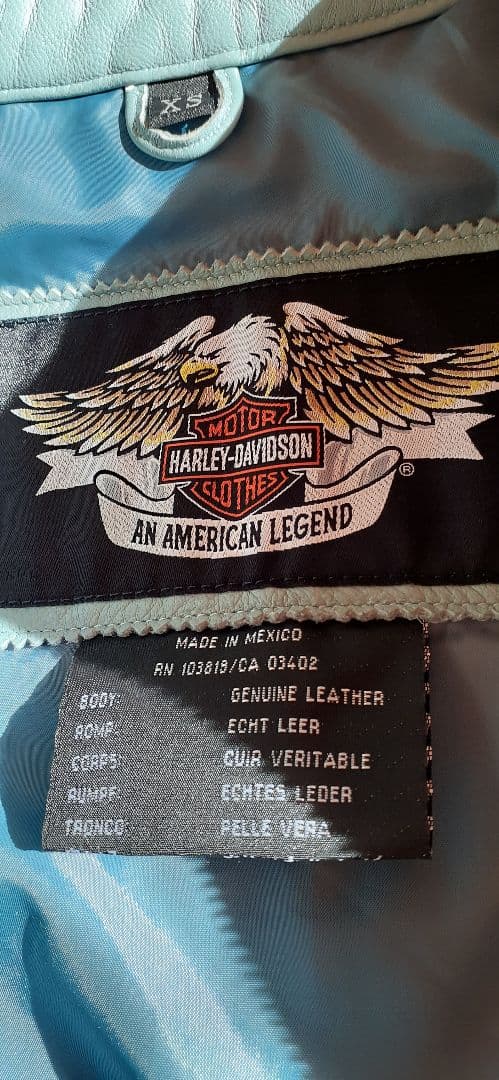 XS
MOTOR
HARLEY-DAVIDSON
CLOTHES
®
AN AMERICAN LEGEND
MADE IN MEXICO
RN 103819/CA 03402
BODY: GENUINE LEATHER
ROMP: ECHT LEER
CORPS: CUIR VERITABLE
RUMPF: ECHTES LEDER
TRONCO: PELLE VERA